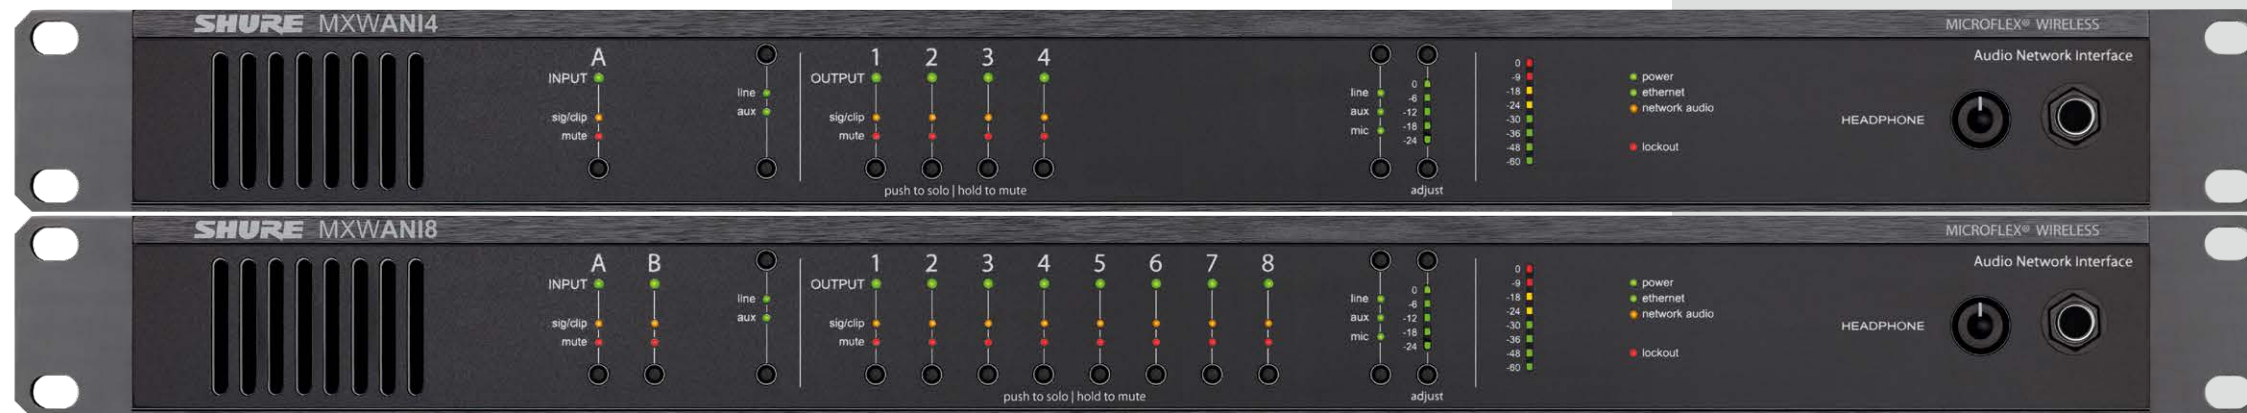 SHURE MXWANI4
MICROFLEX® WIRELESS
Audio Network Interface
A
1 2 3 4
INPUT
OUTPUT
line
aux
sig/clip
mute
sig/clip
mute
push to solo | hold to mute
line
aux
mic
0
-6
-12
-18
-24
adjust
0
-9
-18
-24
-30
-36
-48
-60
power
ethernet
network audio
lockout
HEADPHONE
SHURE MXWANI8
MICROFLEX® WIRELESS
Audio Network Interface
A B
1 2 3 4 5 6 7 8
INPUT
OUTPUT
line
aux
sig/clip
mute
sig/clip
mute
push to solo | hold to mute
line
aux
mic
0
-6
-12
-18
-24
adjust
0
-9
-18
-24
-30
-36
-48
-60
power
ethernet
network audio
lockout
HEADPHONE